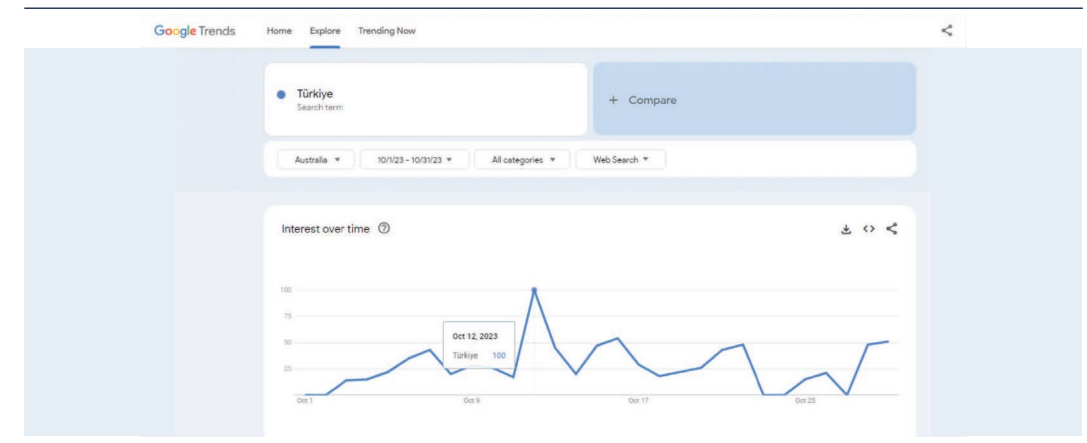 Google Trends
Home Explore Trending Now
Türkiye
Search term
+ Compare
Australia
10/1/23 - 10/31/23
All categories
Web Search
Interest over time
100
75
50
25
Oct 12, 2023
Türkiye 100
Oct 1
Oct 9
Oct 17
Oct 25